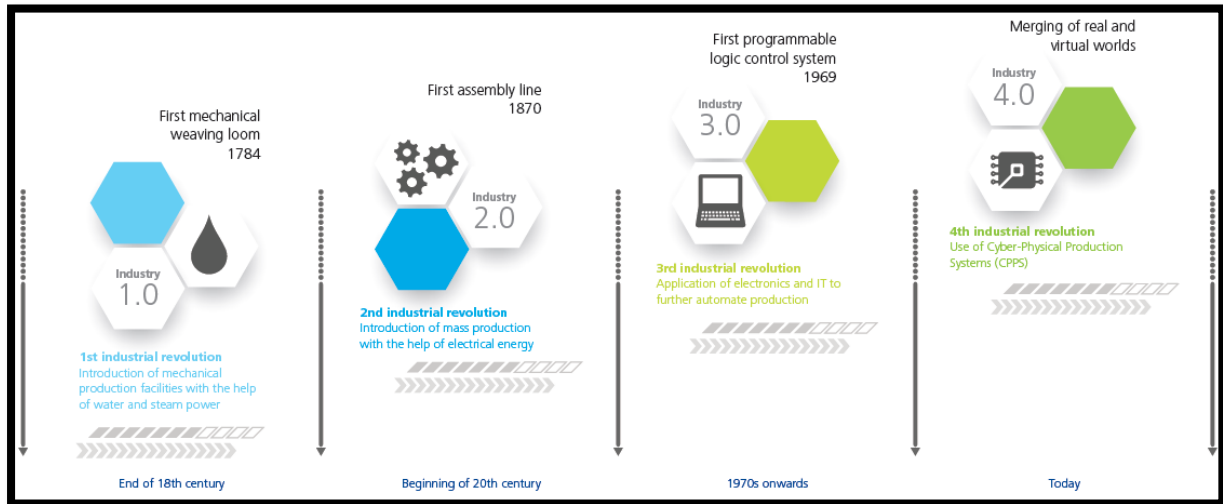 First mechanical
weaving loom
1784
Industry
1.0
1st industrial revolution
Introduction of mechanical
production facilities with the help
of water and steam power
End of 18th century
First assembly line
1870
Industry
2.0
2nd industrial revolution
Introduction of mass production
with the help of electrical energy
Beginning of 20th century
First programmable
logic control system
1969
Industry
3.0
3rd industrial revolution
Application of electronics and IT to
further automate production
1970s onwards
Merging of real and
virtual worlds
Industry
4.0
4th industrial revolution
Use of Cyber-Physical Production
Systems (CPPS)
Today